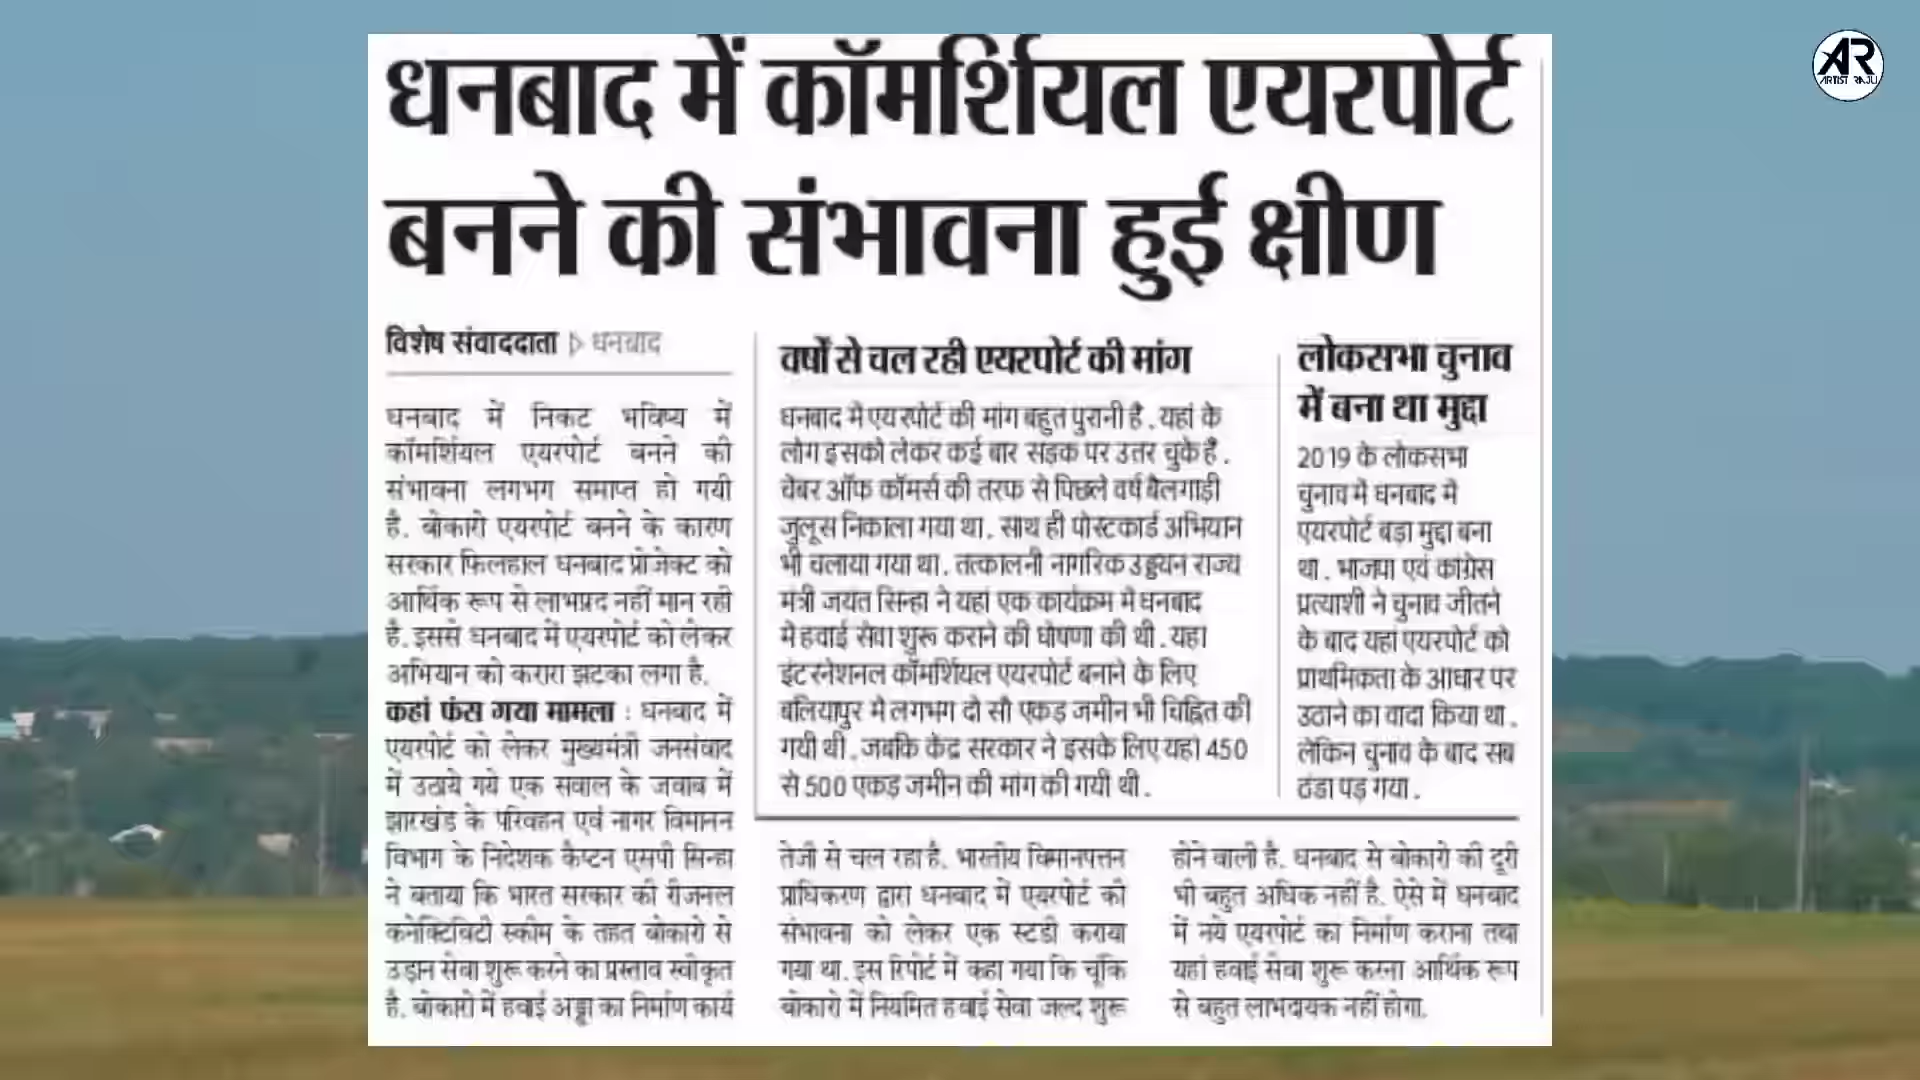 धनबाद में कॉमर्शियल एयरपोर्ट
बनने की संभावना हुई क्षीण
विशेष संवाददाता ▷ धनबाद
धनबाद में निकट भविष्य में
कॉमर्शियल एयरपोर्ट बनने की
संभावना लगभग समाप्त हो गयी
है. बोकारो एयरपोर्ट बनने के कारण
सरकार फिलहाल धनबाद प्रोजेक्ट को
आर्थिक रूप से लाभप्रद नहीं मान रही
है. इससे धनबाद में एयरपोर्ट को लेकर
अभियान को करारा झटका लगा है.
कहां फंस गया मामला : धनबाद में
एयरपोर्ट को लेकर मुख्यमंत्री जनसंवाद
में उठाये गये एक सवाल के जवाब में
झारखंड के परिवहन एवं नागर विमानन
विभाग के निदेशक कैप्टन एसपी सिन्हा
ने बताया कि भारत सरकार की रीजनल
कनेक्टिविटी स्कीम के तहत बोकारो से
उड़ान सेवा शुरू करने का प्रस्ताव स्वीकृत
है. बोकारो में हवाई अड्डा का निर्माण कार्य
वर्षों से चल रही एयरपोर्ट की मांग
धनबाद में एयरपोर्ट की मांग बहुत पुरानी है. यहां के
लोग इसको लेकर कई बार सड़क पर उतर चुके हैं.
चेंबर ऑफ कॉमर्स की तरफ से पिछले वर्ष बैलगाड़ी
जुलूस निकाला गया था. साथ ही पोस्टकार्ड अभियान
भी चलाया गया था. तत्कालनी नागरिक उड्डयन राज्य
मंत्री जयंत सिन्हा ने यहां एक कार्यक्रम में धनबाद
में हवाई सेवा शुरू कराने की घोषणा की थी. यहां
इंटरनेशनल कॉमर्शियल एयरपोर्ट बनाने के लिए
बलियापुर में लगभग दो सौ एकड़ जमीन भी चिह्नित की
गयी थी. जबकि केंद्र सरकार ने इसके लिए यहां 450
से 500 एकड़ जमीन की मांग की गयी थी.
लोकसभा चुनाव
में बना था मुद्दा
2019 के लोकसभा
चुनाव में धनबाद में
एयरपोर्ट बड़ा मुद्दा बना
था. भाजपा एवं कांग्रेस
प्रत्याशी ने चुनाव जीतने
के बाद यहां एयरपोर्ट को
प्राथमिकता के आधार पर
उठाने का वादा किया था.
लेकिन चुनाव के बाद सब
ठंडा पड़ गया.
तेजी से चल रहा है. भारतीय विमानपत्तन
प्राधिकरण द्वारा धनबाद में एयरपोर्ट की
संभावना को लेकर एक स्टडी कराया
गया था. इस रिपोर्ट में कहा गया कि चूंकि
बोकारो में नियमित हवाई सेवा जल्द शुरू
होने वाली है. धनबाद से बोकारो की दूरी
भी बहुत अधिक नहीं है. ऐसे में धनबाद
में नये एयरपोर्ट का निर्माण कराना तथा
यहां हवाई सेवा शुरू करना आर्थिक रूप
से बहुत लाभदायक नहीं होगा.
AR
ARTIST RAJU